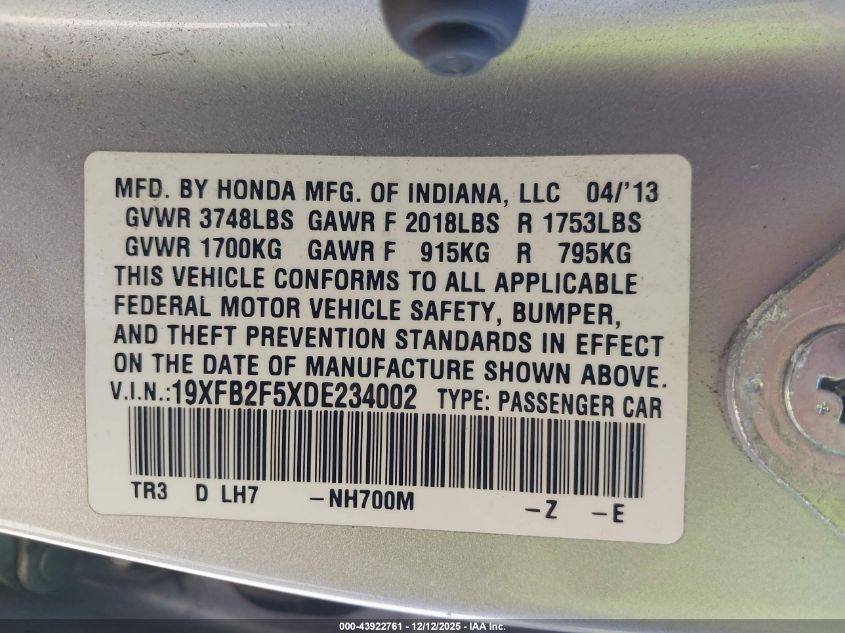 MFD. BY HONDA MFG. OF INDIANA, LLC 04/'13
GVWR 3748LBS GAWR F 2018LBS R 1753LBS
GVWR 1700KG GAWR F 915KG R 795KG
THIS VEHICLE CONFORMS TO ALL APPLICABLE
FEDERAL MOTOR VEHICLE SAFETY, BUMPER,
AND THEFT PREVENTION STANDARDS IN EFFECT
ON THE DATE OF MANUFACTURE SHOWN ABOVE.
V.I.N.:19XFB2F5XDE234002 TYPE: PASSENGER CAR
TR3 D LH7 -NH700M -Z -E
000-43922761 - 12/12/2025 - IAA Inc.